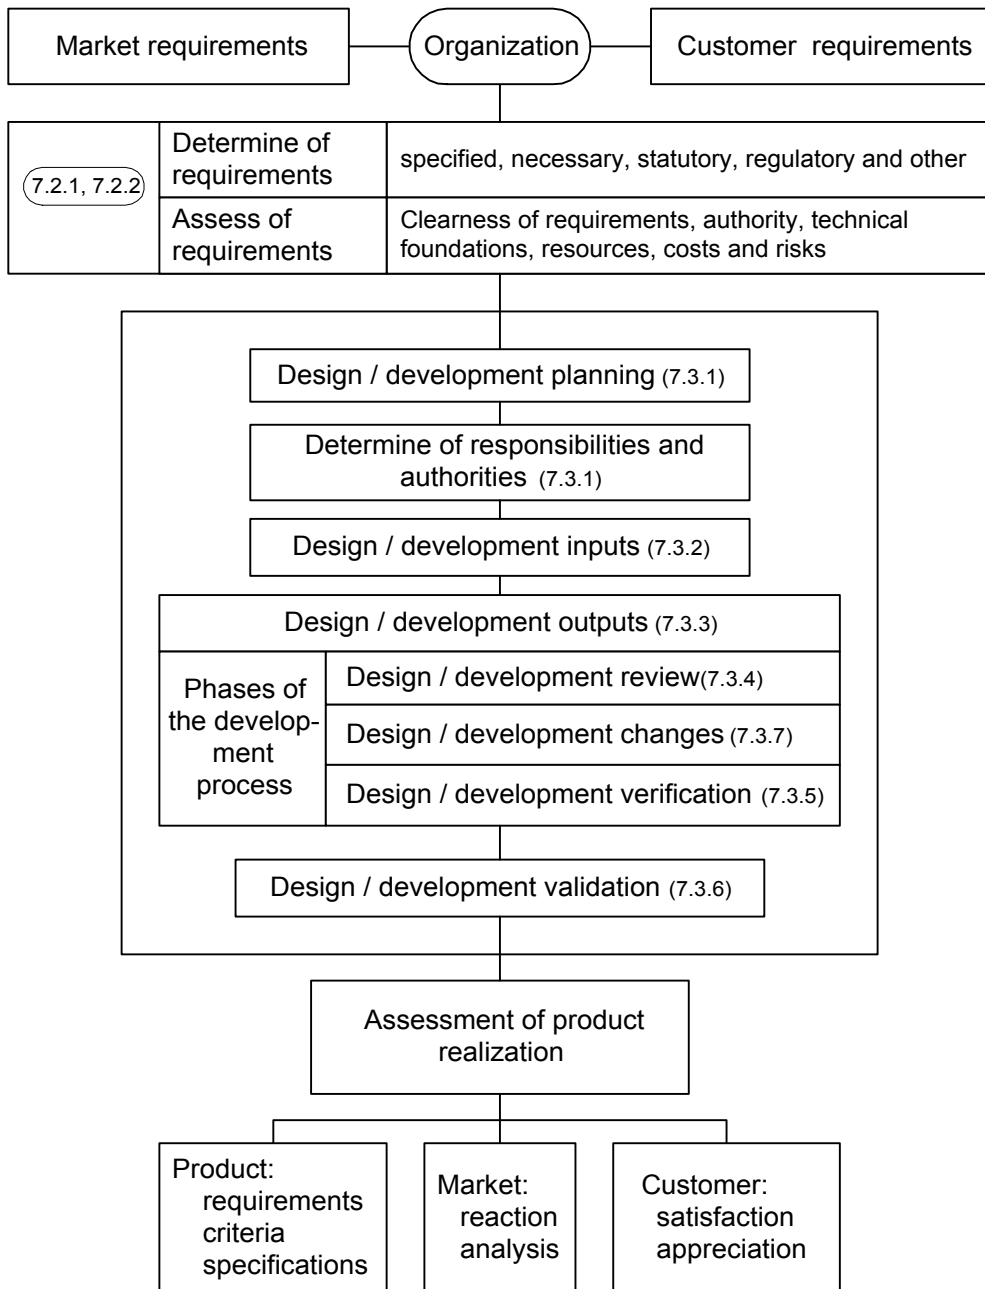 Market requirements
Organization
Customer requirements
7.2.1, 7.2.2
Determine of
requirements
specified, necessary, statutory, regulatory and other
Assess of
requirements
Clearness of requirements, authority, technical
foundations, resources, costs and risks
Design / development planning (7.3.1)
Determine of responsibilities and
authorities (7.3.1)
Design / development inputs (7.3.2)
Design / development outputs (7.3.3)
Phases of
the develop-
ment
process
Design / development review(7.3.4)
Design / development changes (7.3.7)
Design / development verification (7.3.5)
Design / development validation (7.3.6)
Assessment of product
realization
Product:
requirements
criteria
specifications
Market:
reaction
analysis
Customer:
satisfaction
appreciation